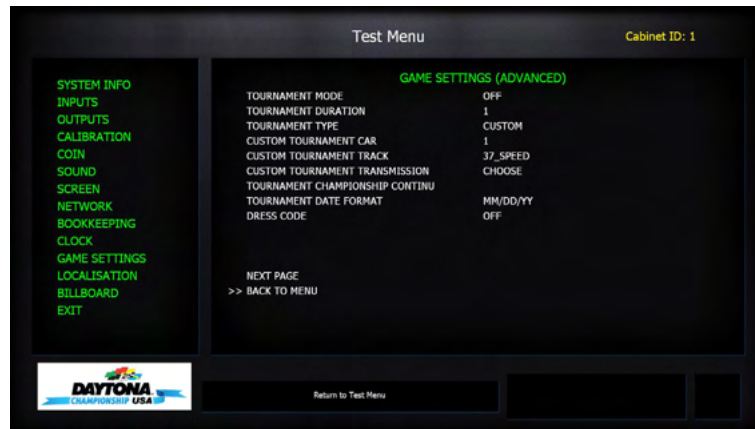 Test Menu
Cabinet ID: 1
SYSTEM INFO
INPUTS
OUTPUTS
CALIBRATION
COIN
SOUND
SCREEN
NETWORK
BOOKKEEPING
CLOCK
GAME SETTINGS
LOCALISATION
BILLBOARD
EXIT
GAME SETTINGS (ADVANCED)
TOURNAMENT MODE OFF
TOURNAMENT DURATION 1
TOURNAMENT TYPE CUSTOM
CUSTOM TOURNAMENT CAR 1
CUSTOM TOURNAMENT TRACK 37_SPEED
CUSTOM TOURNAMENT TRANSMISSION CHOOSE
TOURNAMENT CHAMPIONSHIP CONTINU
TOURNAMENT DATE FORMAT MM/DD/YY
DRESS CODE OFF
NEXT PAGE
>> BACK TO MENU
DAYTONA
CHAMPIONSHIP USA
Return to Test Menu